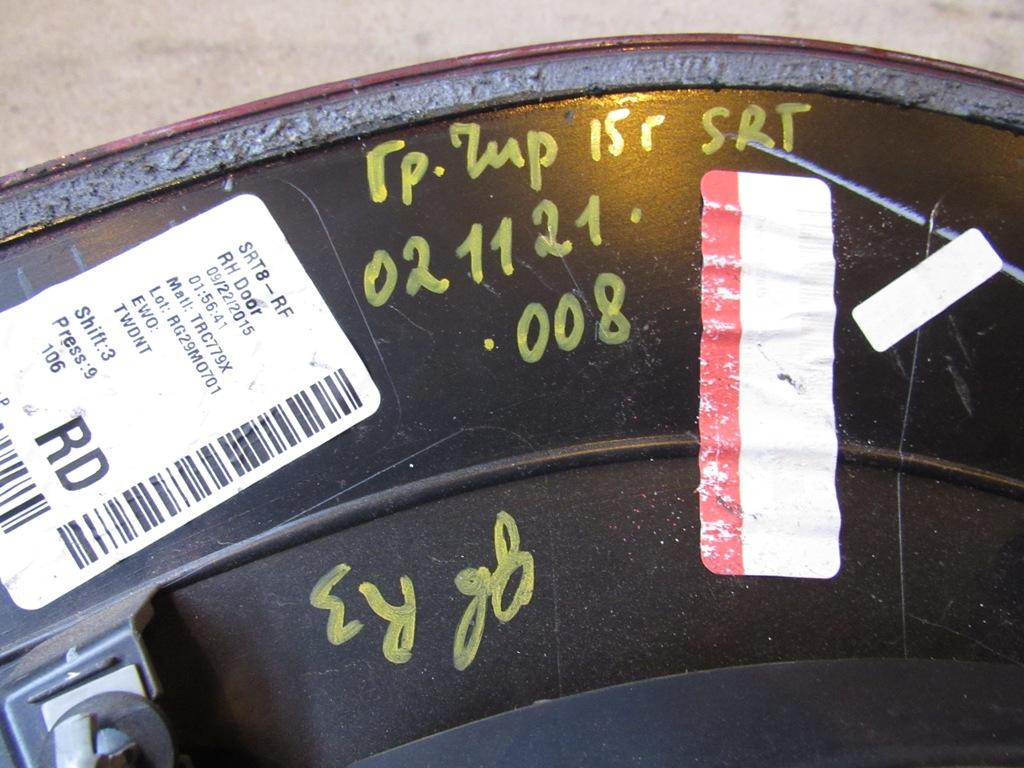 Гр. Чир 15г SRT
021121.
.008
SRT8-RF
RH Door
09/22/2015
01:56:41
Matl: TRC779X
Lot: RG29M0701
EWO:
TWDNT
Shift:3
Press:9
106
RD
R3